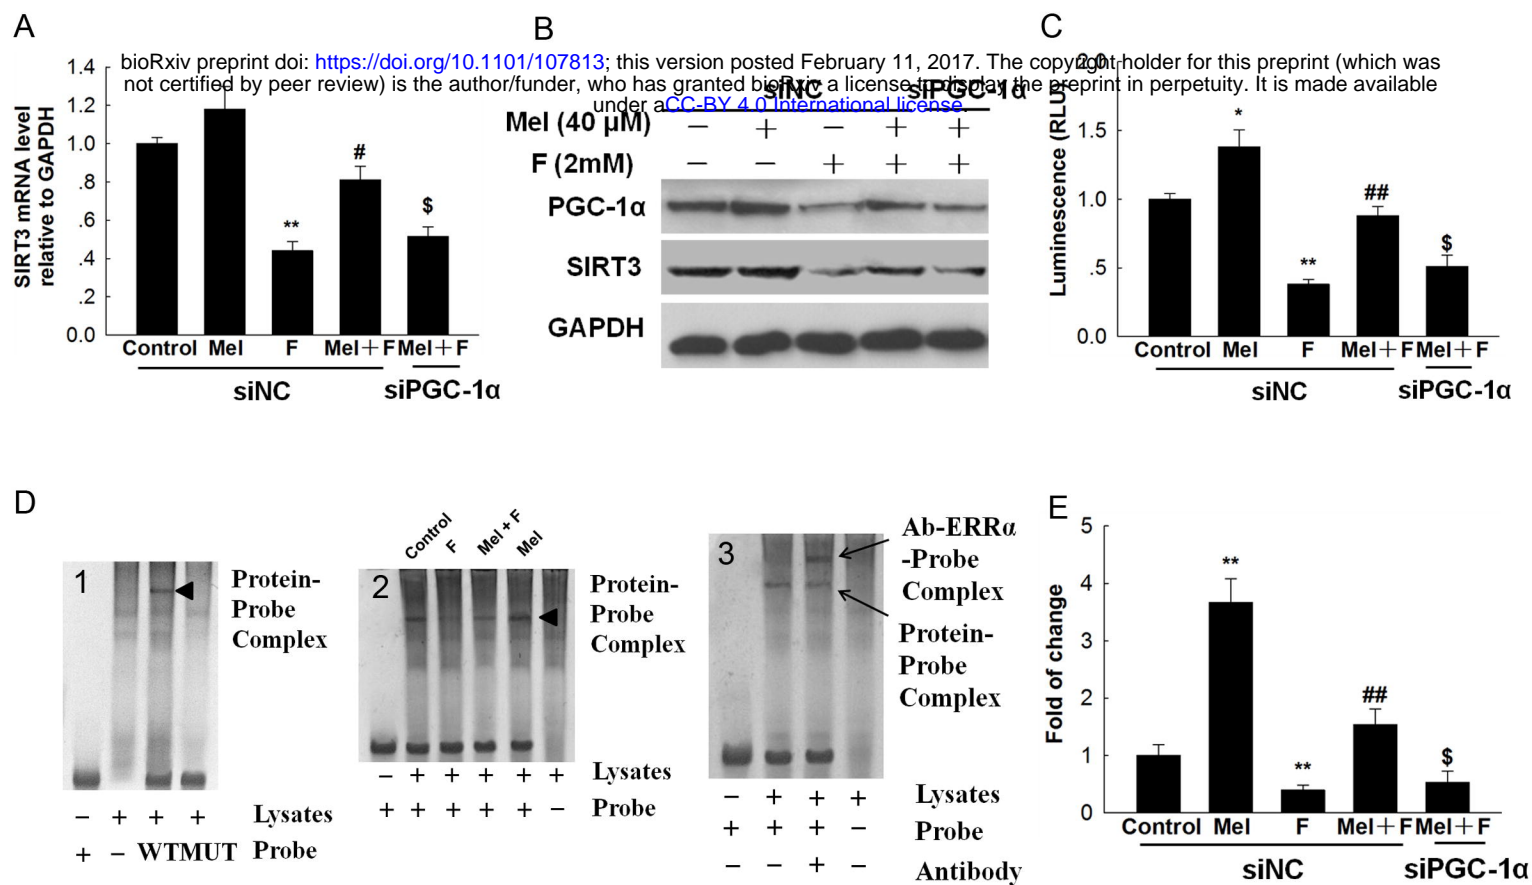 A
B
C
bioRxiv preprint doi: https://doi.org/10.1101/107813; this version posted February 11, 2017. The copyright holder for this preprint (which was
not certified by peer review) is the author/funder, who has granted bioRxiv a license to display the preprint in perpetuity. It is made available
under aCC-BY 4.0 International license.
SIRT3 mRNA level
relative to GAPDH
1.4
1.2
1.0
.8
.6
.4
.2
0.0
**
#
$
Control Mel F Mel+F Mel+F
siNC siPGC-1α
siNC siPGC-1α
Mel (40 μM) − + − + +
F (2mM) − − + + +
PGC-1α
SIRT3
GAPDH
Luminescence (RLU)
2.0
1.5
1.0
.5
0.0
*
**
##
$
Control Mel F Mel+F Mel+F
siNC siPGC-1α
D
1
Protein-
Probe
Complex
− + + + Lysates
+ − WT MUT Probe
Control F Mel + F Mel
2
Protein-
Probe
Complex
− + + + + + Lysates
+ + + + + − Probe
3
Ab-ERRα
-Probe
Complex
Protein-
Probe
Complex
− + + + Lysates
+ + + − Probe
− − + − Antibody
E
Fold of change
5
4
3
2
1
0
**
**
##
$
Control Mel F Mel+F Mel+F
siNC siPGC-1α